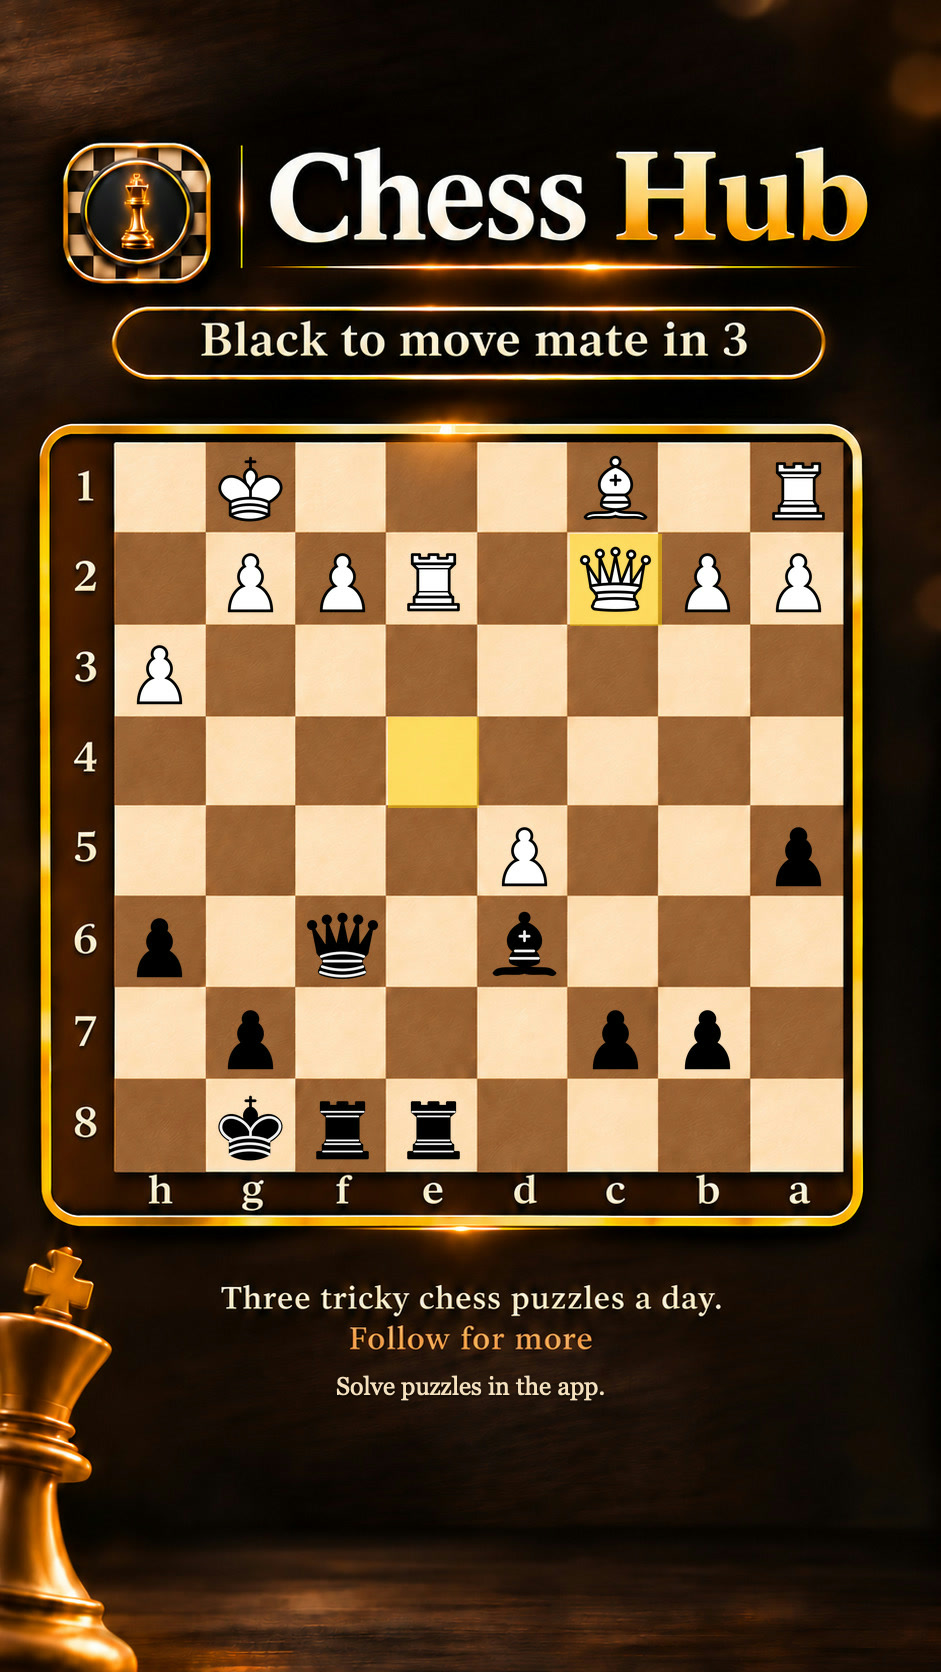 Chess Hub
Black to move mate in 3
1
2
3
4
5
6
7
8
h g f e d c b a
Three tricky chess puzzles a day.
Follow for more
Solve puzzles in the app.